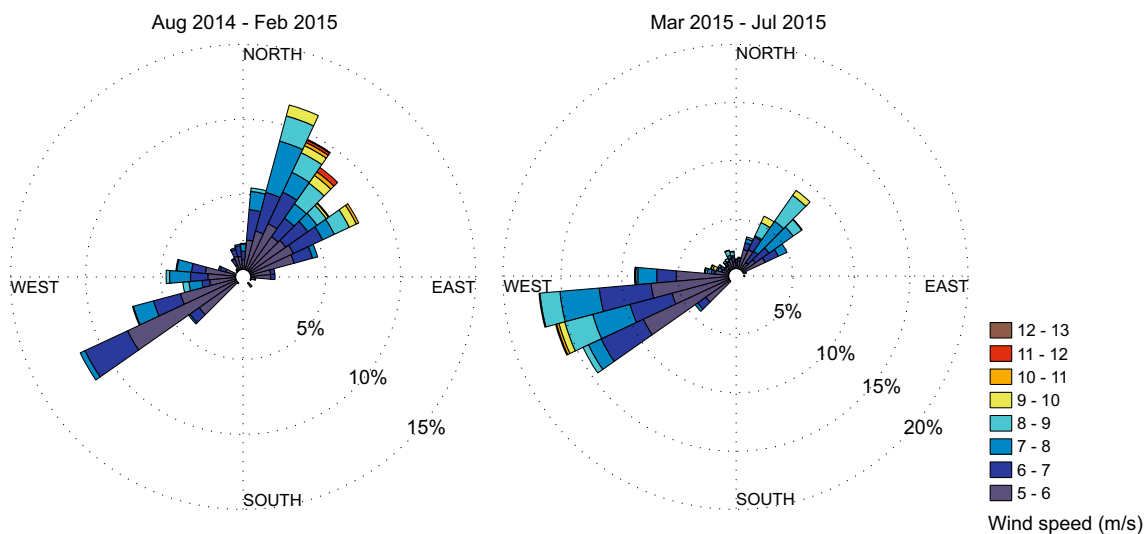 Aug 2014 - Feb 2015
NORTH
WEST
EAST
SOUTH
5%
10%
15%
Mar 2015 - Jul 2015
NORTH
WEST
EAST
SOUTH
5%
10%
15%
20%
12 - 13
11 - 12
10 - 11
9 - 10
8 - 9
7 - 8
6 - 7
5 - 6
Wind speed (m/s)